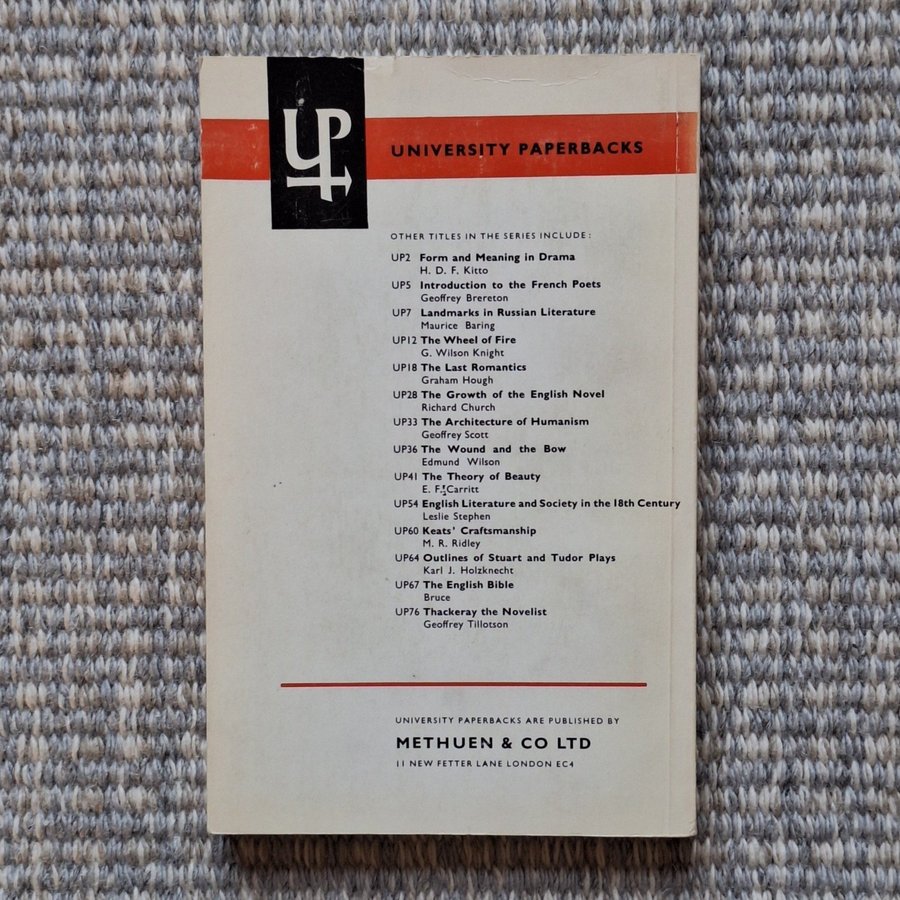 UP
UNIVERSITY PAPERBACKS
OTHER TITLES IN THE SERIES INCLUDE:
UP2 Form and Meaning in Drama
H. D. F. Kitto
UP5 Introduction to the French Poets
Geoffrey Brereton
UP7 Landmarks in Russian Literature
Maurice Baring
UP12 The Wheel of Fire
G. Wilson Knight
UP18 The Last Romantics
Graham Hough
UP28 The Growth of the English Novel
Richard Church
UP33 The Architecture of Humanism
Geoffrey Scott
UP36 The Wound and the Bow
Edmund Wilson
UP41 The Theory of Beauty
E. F. Carritt
UP54 English Literature and Society in the 18th Century
Leslie Stephen
UP60 Keats' Craftsmanship
M. R. Ridley
UP64 Outlines of Stuart and Tudor Plays
Karl J. Holzknecht
UP67 The English Bible
Bruce
UP76 Thackeray the Novelist
Geoffrey Tillotson
UNIVERSITY PAPERBACKS ARE PUBLISHED BY
METHUEN & CO LTD
11 NEW FETTER LANE LONDON EC4